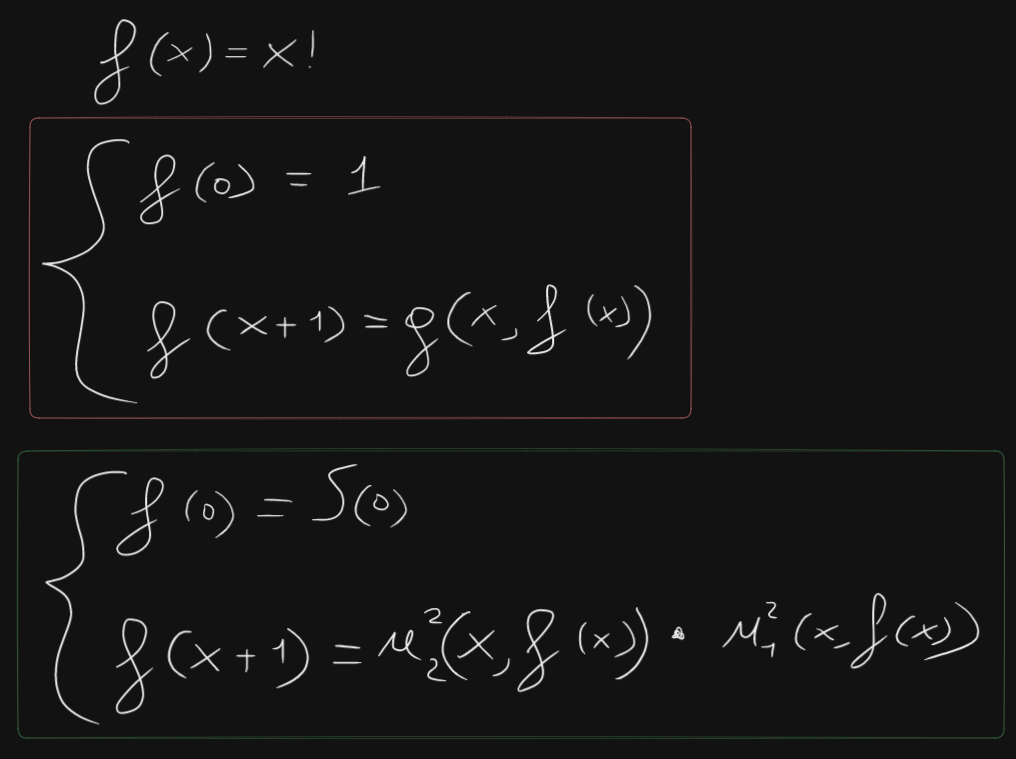 f(x) = x!
f(0) = 1
f(x+1) = g(x, f(x))
f(0) = S(0)
f(x+1) = u²₂(x, f(x)) · u²₁(x, f(x))